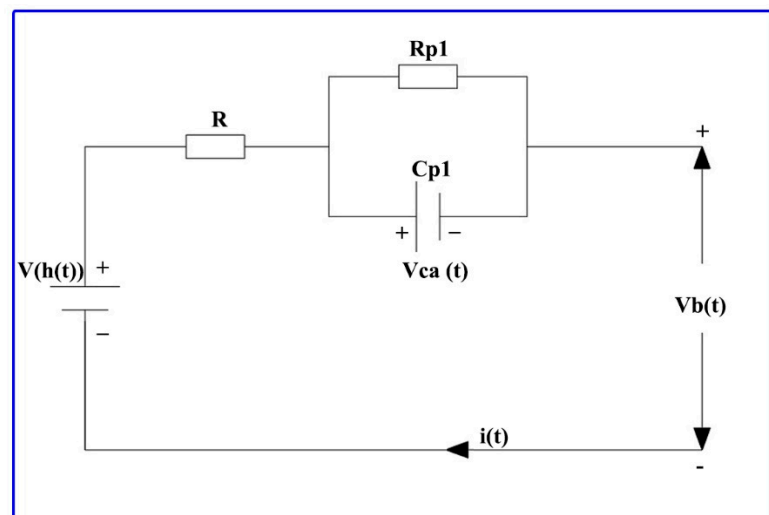 Rp1
R
+
Cp1
+ −
Vca (t)
V(h(t)) +
−
Vb(t)
i(t)
-